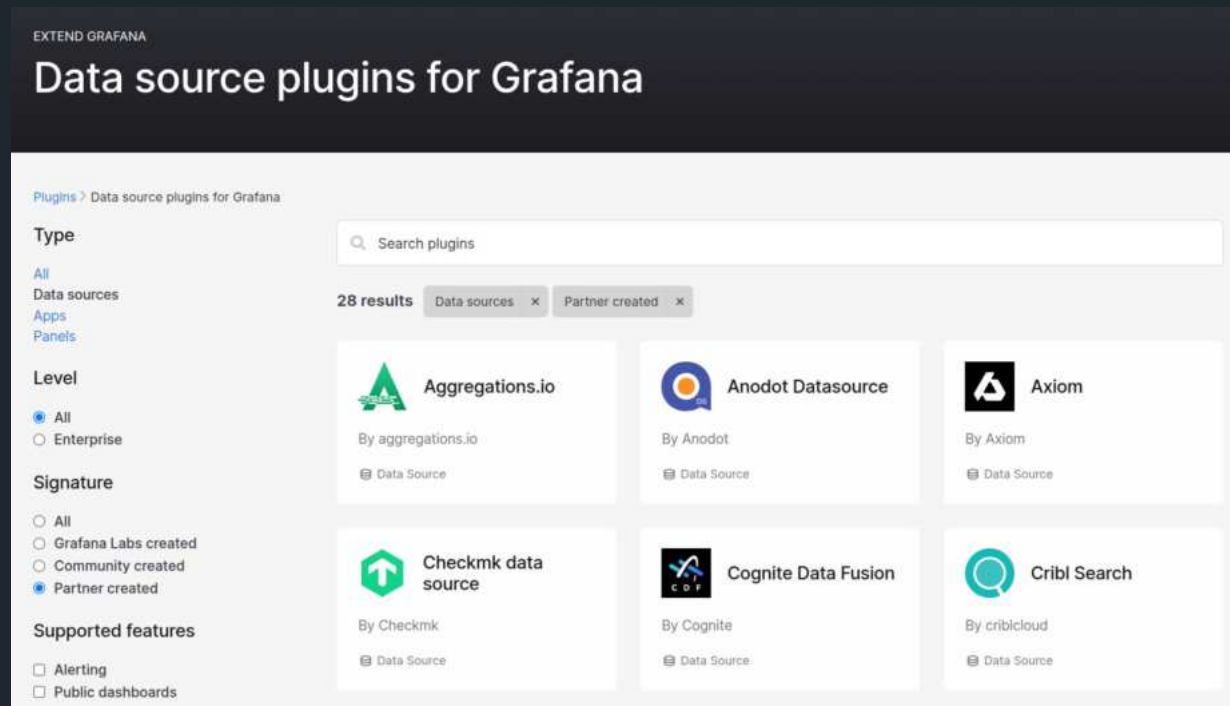 EXTEND GRAFANA
Data source plugins for Grafana
Plugins > Data source plugins for Grafana
Type
All
Data sources
Apps
Panels
Level
All
Enterprise
Signature
All
Grafana Labs created
Community created
Partner created
Supported features
Alerting
Public dashboards
Search plugins
28 results Data sources × Partner created ×
Aggregations.io
By aggregations.io
Data Source
Anodot Datasource
By Anodot
Data Source
Axiom
By Axiom
Data Source
Checkmk data
source
By Checkmk
Data Source
CDF
Cognite Data Fusion
By Cognite
Data Source
Cribl Search
By criblcloud
Data Source